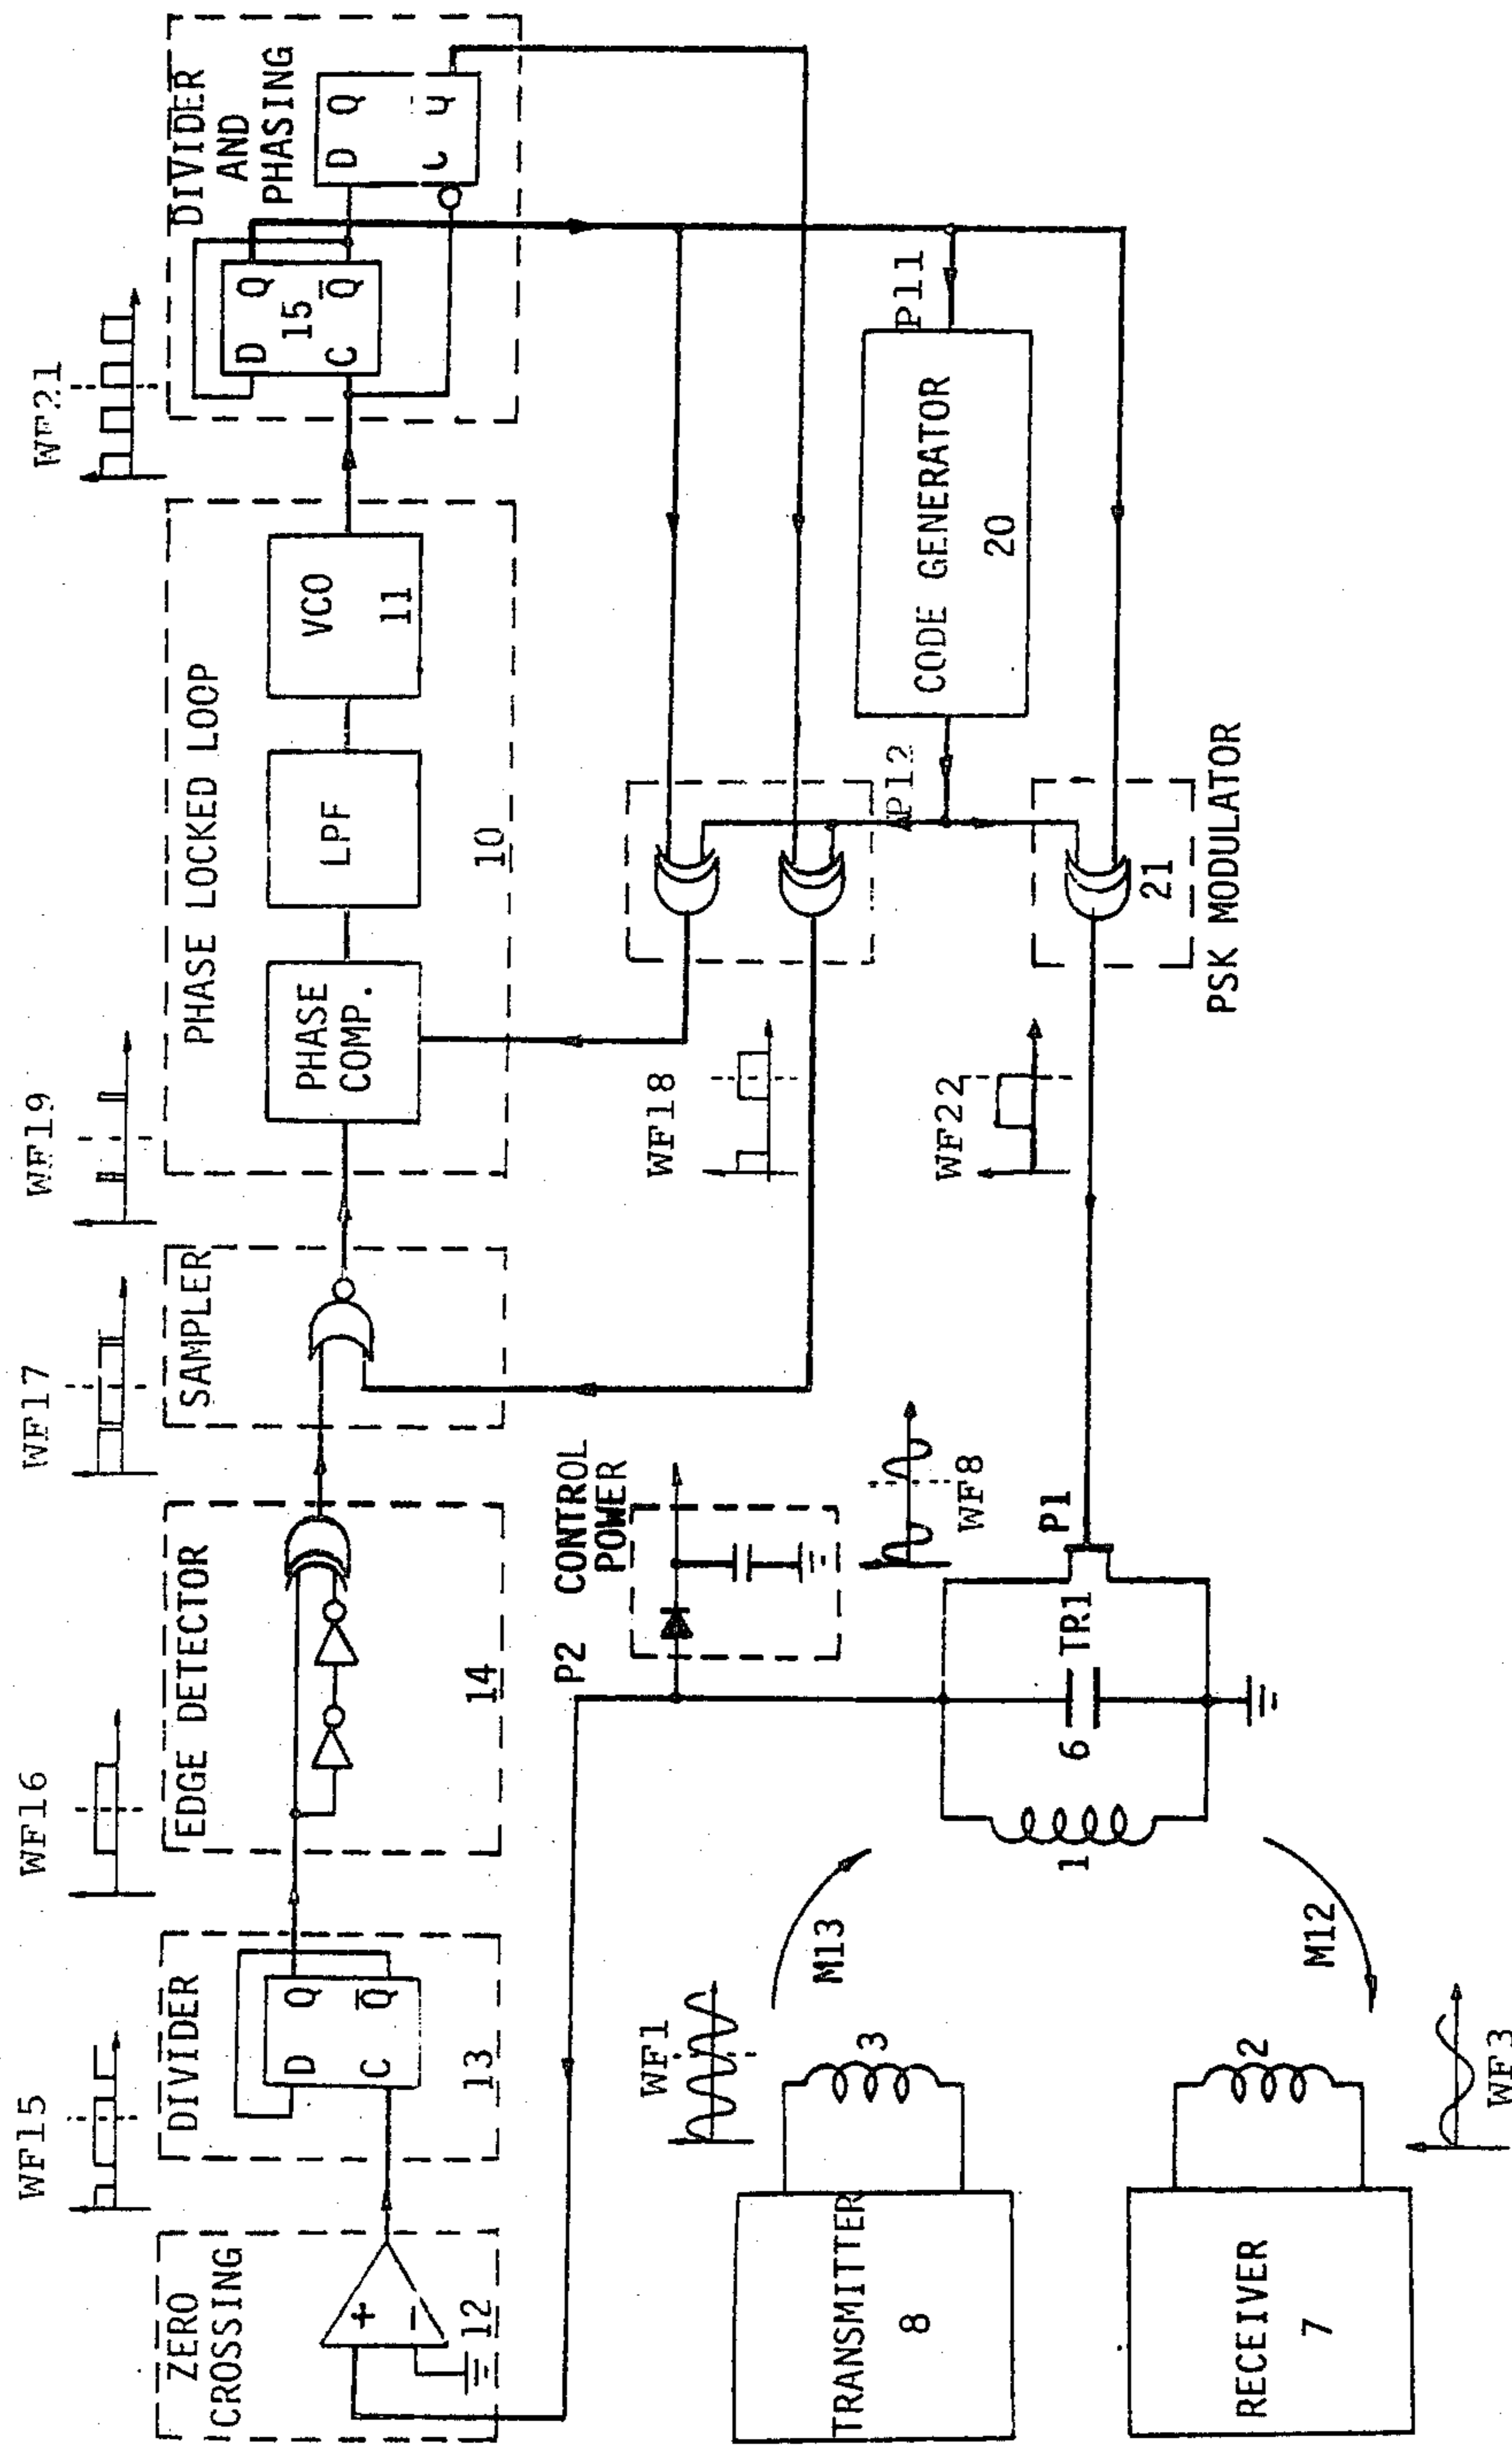 WF15
WF16
WF17
WF19
WF21
ZERO
CROSSING
+
−
12
DIVIDER
D Q
C Q̅
13
EDGE DETECTOR
14
SAMPLER
PHASE LOCKED LOOP
PHASE
COMP.
LPF
VCO
11
10
DIVIDER
AND
PHASING
D Q
15
C Q̅
D Q
P2
CONTROL
POWER
WF8
WF18
P12
P11
CODE GENERATOR
20
WF22
21
PSK MODULATOR
WF1
TRANSMITTER
8
3
M13
1
6
TR1
P1
M12
RECEIVER
7
2
WF3